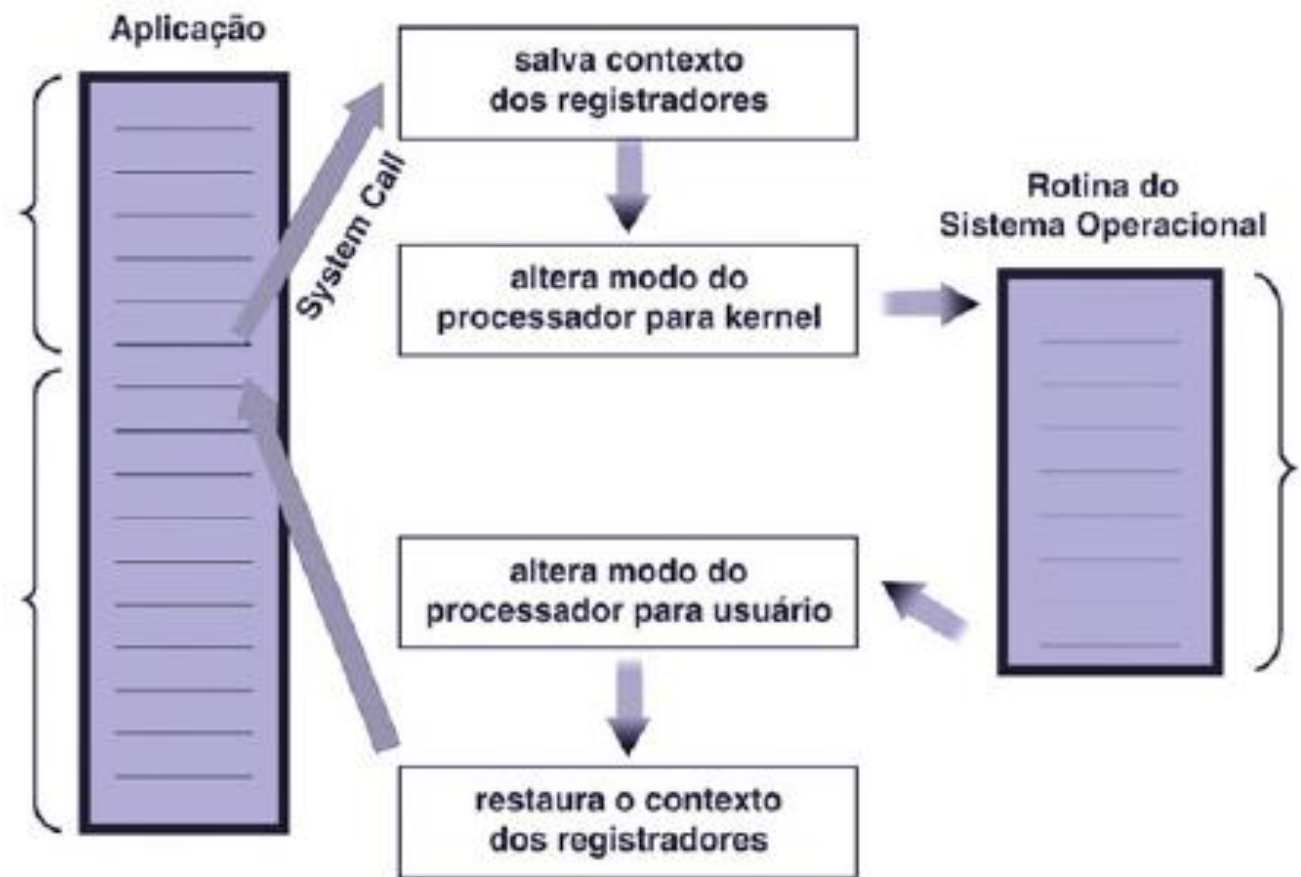 Aplicação
salva contexto
dos registradores
System Call
altera modo do
processador para kernel
Rotina do
Sistema Operacional
altera modo do
processador para usuário
restaura o contexto
dos registradores